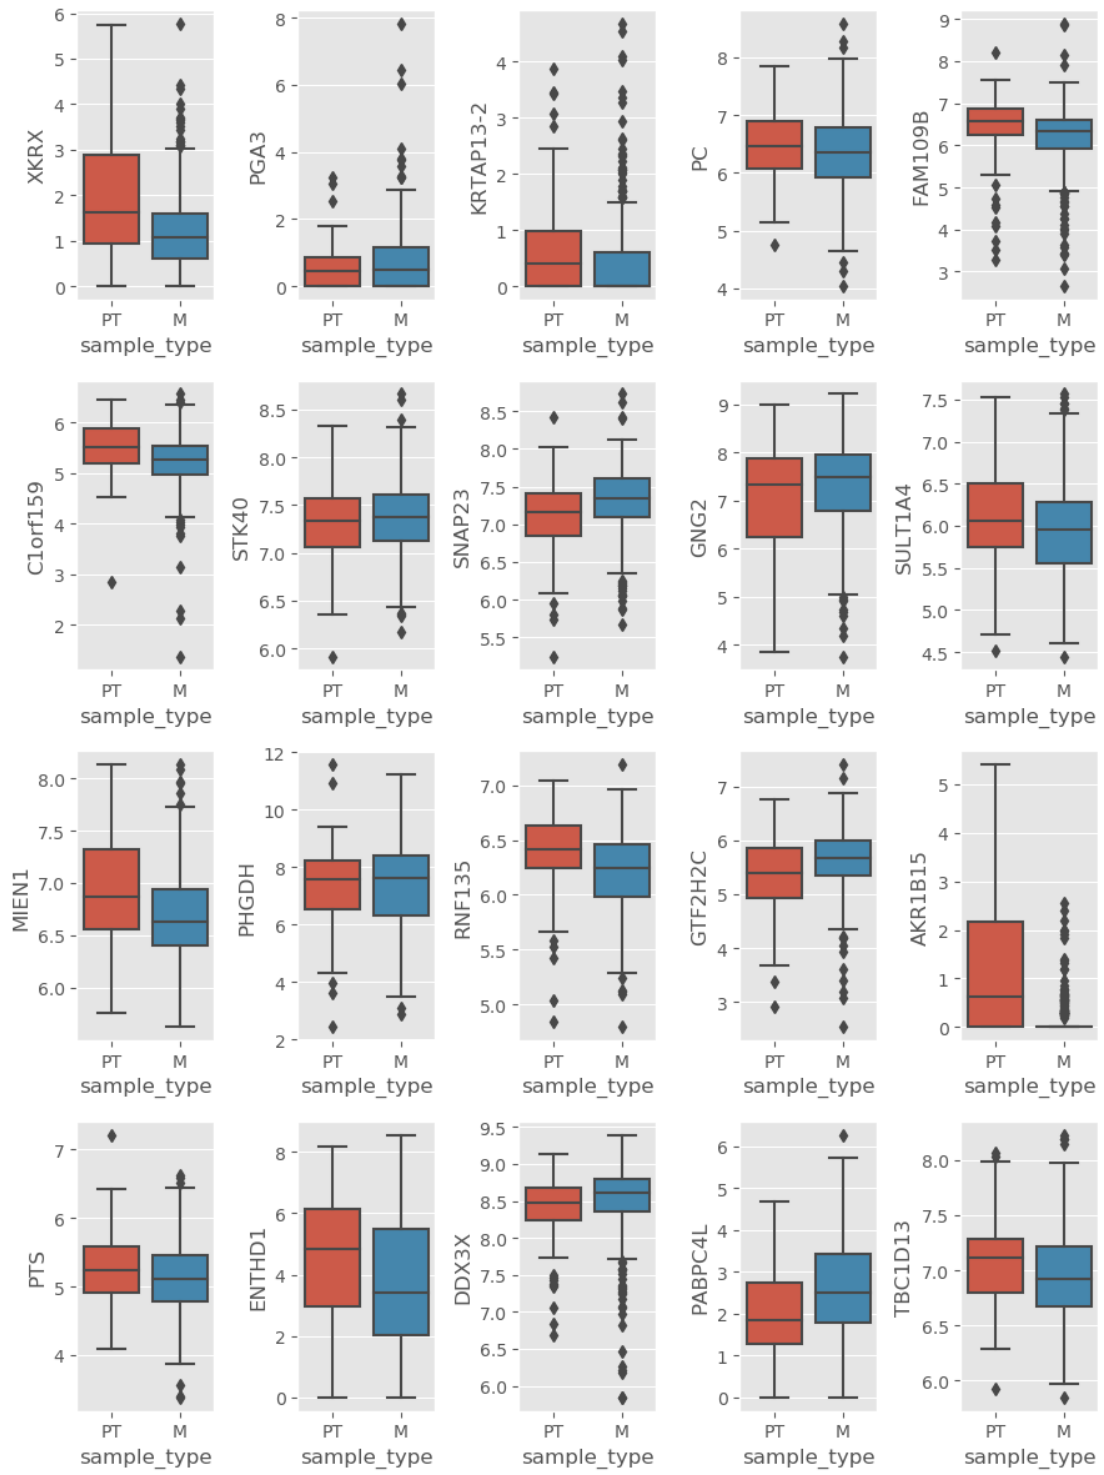 XKRX
6
5
4
3
2
1
0
PT M
sample_type
PGA3
8
6
4
2
0
PT M
sample_type
KRTAP13-2
4
3
2
1
0
PT M
sample_type
PC
8
7
6
5
4
PT M
sample_type
FAM109B
9
8
7
6
5
4
3
PT M
sample_type
C1orf159
6
5
4
3
2
PT M
sample_type
STK40
8.5
8.0
7.5
7.0
6.5
6.0
PT M
sample_type
SNAP23
8.5
8.0
7.5
7.0
6.5
6.0
5.5
PT M
sample_type
GNG2
9
8
7
6
5
4
PT M
sample_type
SULT1A4
7.5
7.0
6.5
6.0
5.5
5.0
4.5
PT M
sample_type
MIEN1
8.0
7.5
7.0
6.5
6.0
PT M
sample_type
PHGDH
12
10
8
6
4
2
PT M
sample_type
RNF135
7.0
6.5
6.0
5.5
5.0
PT M
sample_type
GTF2H2C
7
6
5
4
3
PT M
sample_type
AKR1B15
5
4
3
2
1
0
PT M
sample_type
PTS
7
6
5
4
PT M
sample_type
ENTHD1
8
6
4
2
0
PT M
sample_type
DDX3X
9.5
9.0
8.5
8.0
7.5
7.0
6.5
6.0
PT M
sample_type
PABPC4L
6
5
4
3
2
1
0
PT M
sample_type
TBC1D13
8.0
7.5
7.0
6.5
6.0
PT M
sample_type